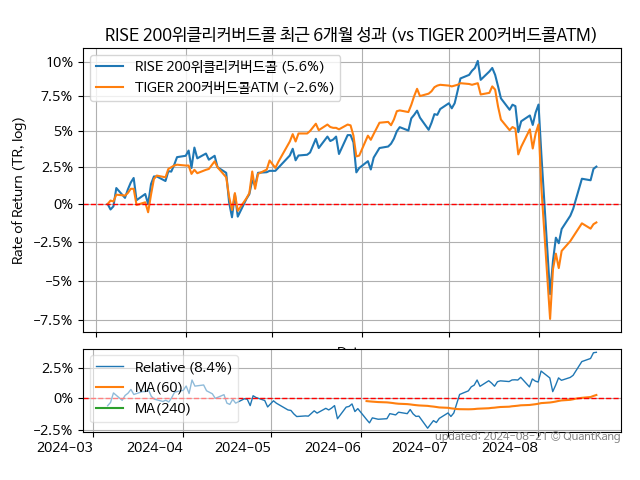 RISE 200위클리커버드콜 최근 6개월 성과 (vs TIGER 200커버드콜ATM)
Rate of Return (TR, log)
10%
7.5%
5%
2.5%
0%
−2.5%
−5%
−7.5%
RISE 200위클리커버드콜 (5.6%)
TIGER 200커버드콜ATM (−2.6%)
2.5%
0%
−2.5%
Relative (8.4%)
MA(60)
MA(240)
2024-03
2024-04
2024-05
2024-06
2024-07
2024-08
updated: 2024-08-21 © QuantKang